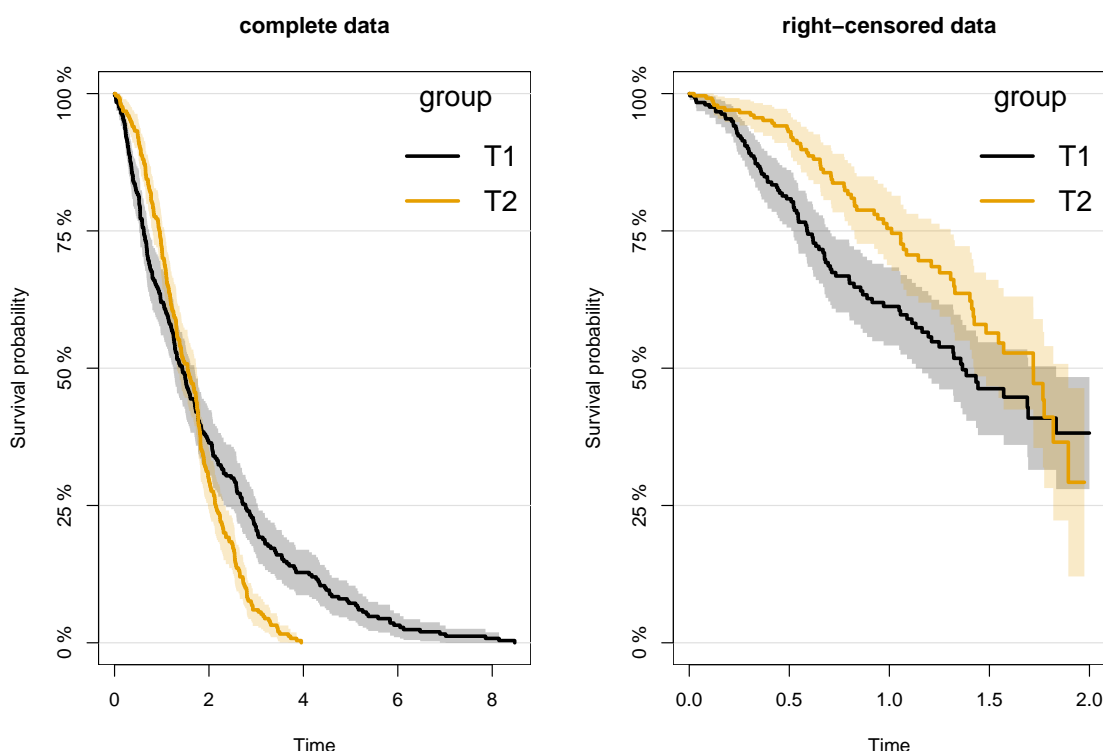 complete data
group
T1
T2
Survival probability
100 %
75 %
50 %
25 %
0 %
0 2 4 6 8
Time
right−censored data
group
T1
T2
Survival probability
100 %
75 %
50 %
25 %
0 %
0.0 0.5 1.0 1.5 2.0
Time